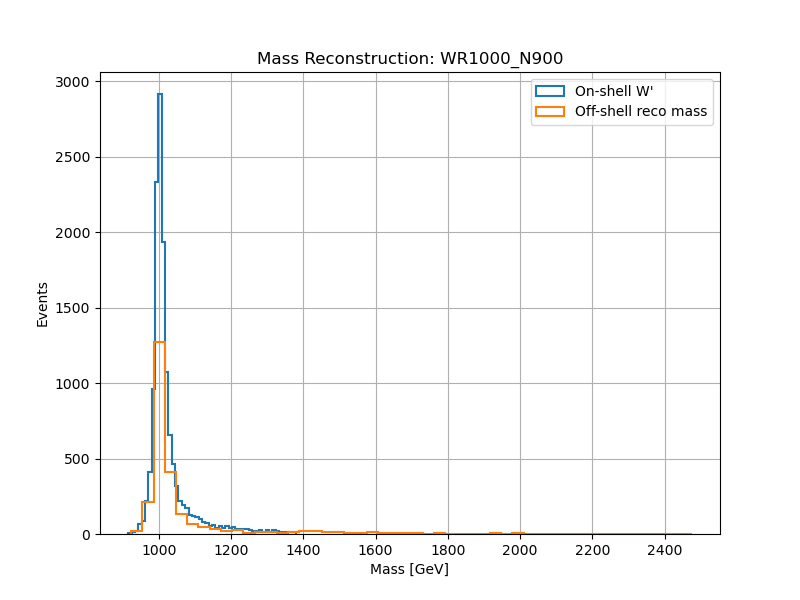 Mass Reconstruction: WR1000_N900
On-shell W'
Off-shell reco mass
Events
3000
2500
2000
1500
1000
500
0
1000 1200 1400 1600 1800 2000 2200 2400
Mass [GeV]